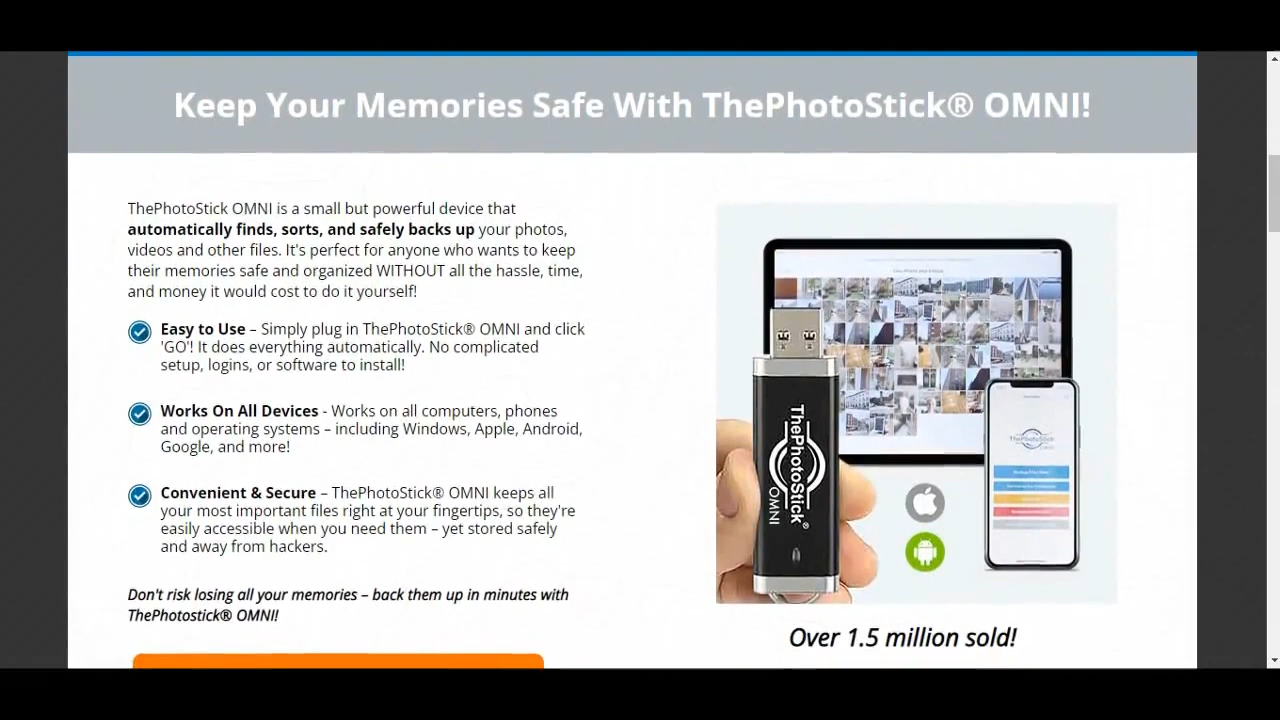 Keep Your Memories Safe With ThePhotoStick® OMNI!
ThePhotoStick OMNI is a small but powerful device that
automatically finds, sorts, and safely backs up your photos,
videos and other files. It's perfect for anyone who wants to keep
their memories safe and organized WITHOUT all the hassle, time,
and money it would cost to do it yourself!
Easy to Use – Simply plug in ThePhotoStick® OMNI and click
'GO'! It does everything automatically. No complicated
setup, logins, or software to install!
Works On All Devices - Works on all computers, phones
and operating systems – including Windows, Apple, Android,
Google, and more!
Convenient & Secure – ThePhotoStick® OMNI keeps all
your most important files right at your fingertips, so they're
easily accessible when you need them – yet stored safely
and away from hackers.
Don't risk losing all your memories – back them up in minutes with
ThePhotostick® OMNI!
ThePhotoStick®
OMNI
ThePhotoStick
Over 1.5 million sold!